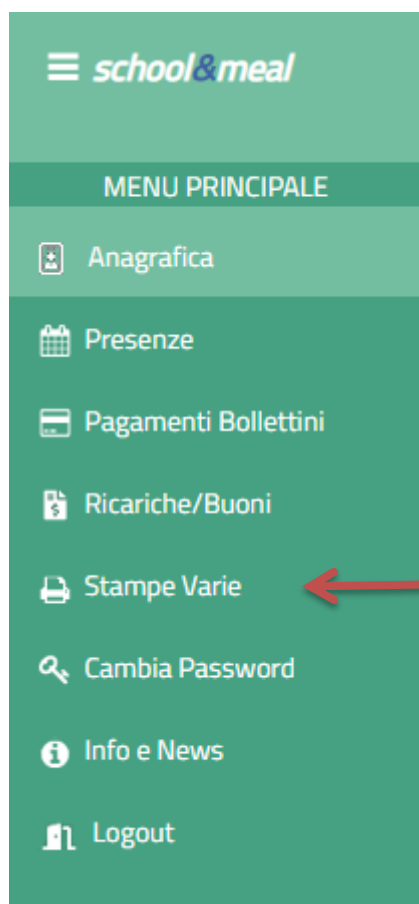 school&meal
MENU PRINCIPALE
Anagrafica
Presenze
Pagamenti Bollettini
Ricariche/Buoni
Stampe Varie
Cambia Password
Info e News
Logout